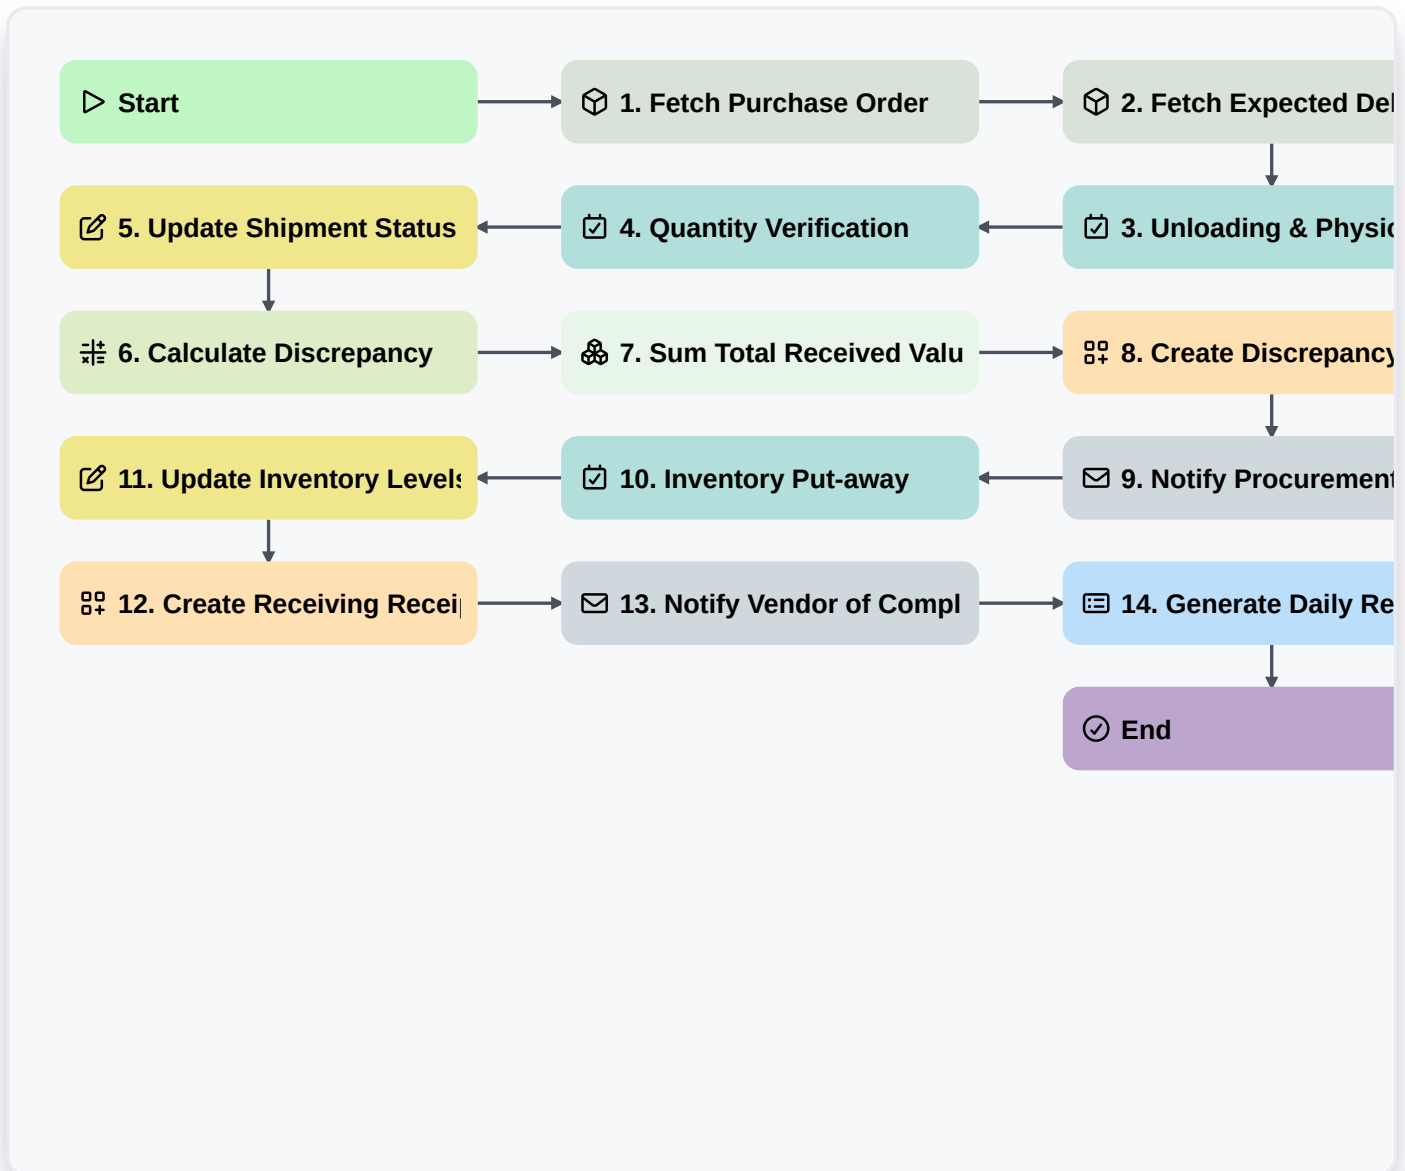 Start
1. Fetch Purchase Order
2. Fetch Expected Del
5. Update Shipment Status
4. Quantity Verification
3. Unloading & Physic
6. Calculate Discrepancy
7. Sum Total Received Valu
8. Create Discrepancy
11. Update Inventory Levels
10. Inventory Put-away
9. Notify Procurement
12. Create Receiving Receip
13. Notify Vendor of Compl
14. Generate Daily Re
End